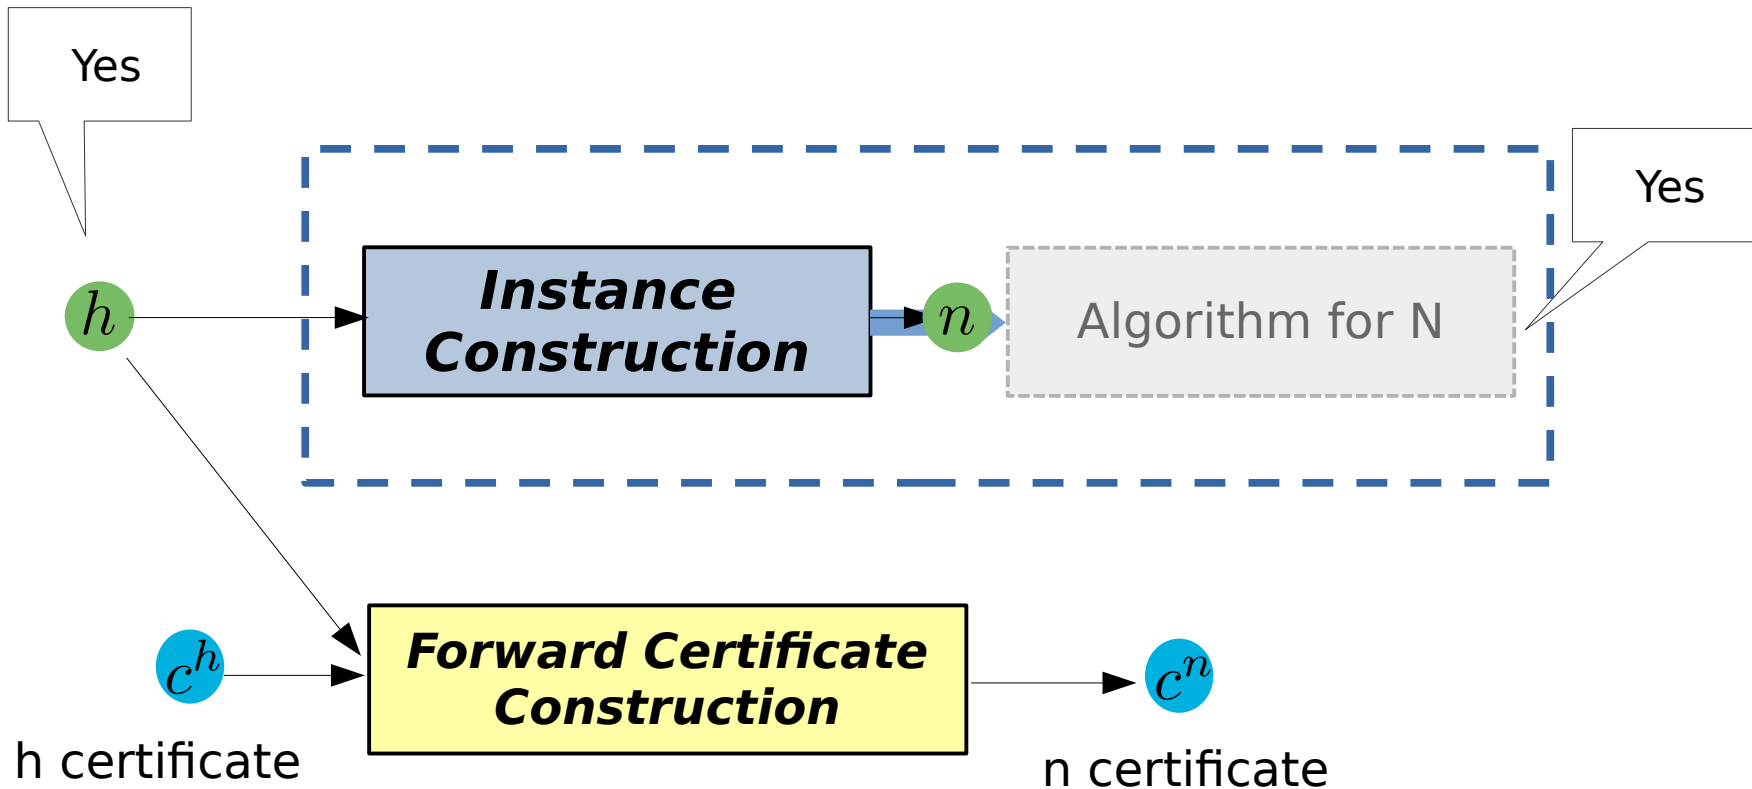 Yes
Yes
Instance
Construction
h
n
Algorithm for N
Forward Certificate
Construction
c^h
c^n
h certificate
n certificate